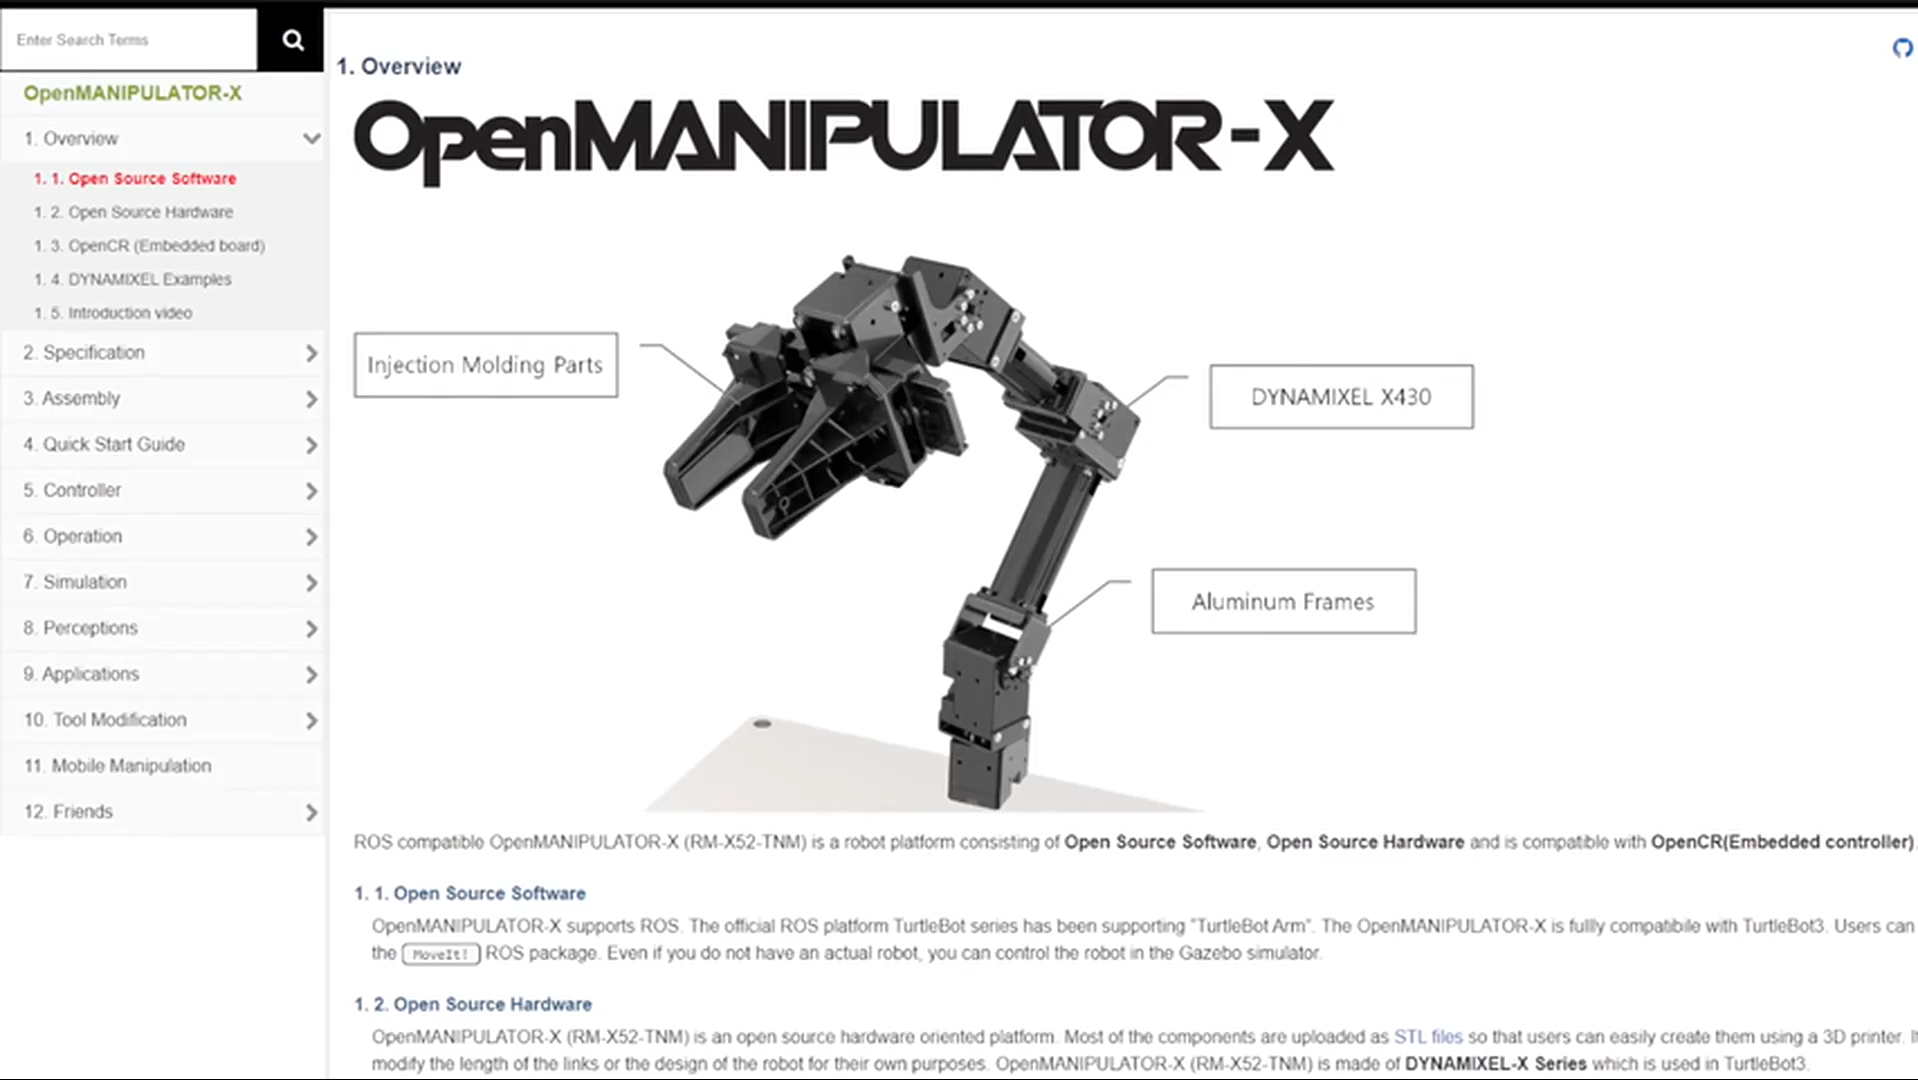 Enter Search Terms
OpenMANIPULATOR-X
1. Overview
1. 1. Open Source Software
1. 2. Open Source Hardware
1. 3. OpenCR (Embedded board)
1. 4. DYNAMIXEL Examples
1. 5. Introduction video
2. Specification
3. Assembly
4. Quick Start Guide
5. Controller
6. Operation
7. Simulation
8. Perceptions
9. Applications
10. Tool Modification
11. Mobile Manipulation
12. Friends
1. Overview
OpenMANIPULATOR-X
Injection Molding Parts
DYNAMIXEL X430
Aluminum Frames
ROS compatible OpenMANIPULATOR-X (RM-X52-TNM) is a robot platform consisting of Open Source Software, Open Source Hardware and is compatible with OpenCR(Embedded controller)
1. 1. Open Source Software
OpenMANIPULATOR-X supports ROS. The official ROS platform TurtleBot series has been supporting "TurtleBot Arm". The OpenMANIPULATOR-X is fullly compatibile with TurtleBot3. Users can
the MoveIt! ROS package. Even if you do not have an actual robot, you can control the robot in the Gazebo simulator.
1. 2. Open Source Hardware
OpenMANIPULATOR-X (RM-X52-TNM) is an open source hardware oriented platform. Most of the components are uploaded as STL files so that users can easily create them using a 3D printer.
modify the length of the links or the design of the robot for their own purposes. OpenMANIPULATOR-X (RM-X52-TNM) is made of DYNAMIXEL-X Series which is used in TurtleBot3.